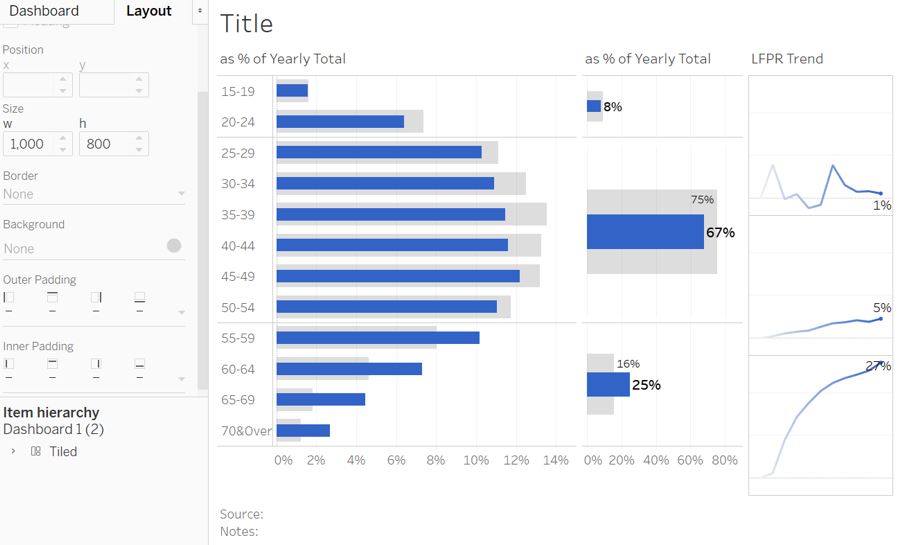 Dashboard Layout
Position
x y
Size
w h
1,000 800
Border
None
Background
None
Outer Padding
Inner Padding
Item hierarchy
Dashboard 1 (2)
Tiled
Title
as % of Yearly Total
15-19
20-24
25-29
30-34
35-39
40-44
45-49
50-54
55-59
60-64
65-69
70&Over
0% 2% 4% 6% 8% 10% 12% 14%
as % of Yearly Total
8%
75%
67%
16%
25%
0% 20% 40% 60% 80%
LFPR Trend
1%
5%
27%
Source:
Notes: